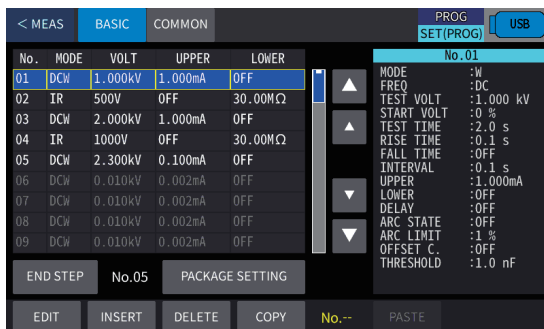 < MEAS BASIC COMMON PROG SET(PROG) USB
No. MODE VOLT UPPER LOWER
01 DCW 1.000kV 1.000mA OFF
02 IR 500V OFF 30.00MΩ
03 DCW 2.000kV 1.000mA OFF
04 IR 1000V OFF 30.00MΩ
05 DCW 2.300kV 0.100mA OFF
06 DCW 0.010kV 0.002mA OFF
07 DCW 0.010kV 0.002mA OFF
08 DCW 0.010kV 0.002mA OFF
09 DCW 0.010kV 0.002mA OFF
END STEP No.05 PACKAGE SETTING
No.01
MODE :W
FREQ :DC
TEST VOLT :1.000 kV
START VOLT :0 %
TEST TIME :2.0 s
RISE TIME :0.1 s
FALL TIME :OFF
INTERVAL :0.1 s
UPPER :1.000mA
LOWER :OFF
DELAY :OFF
ARC STATE :OFF
ARC LIMIT :1 %
OFFSET C. :OFF
THRESHOLD :1.0 nF
EDIT INSERT DELETE COPY No.-- PASTE